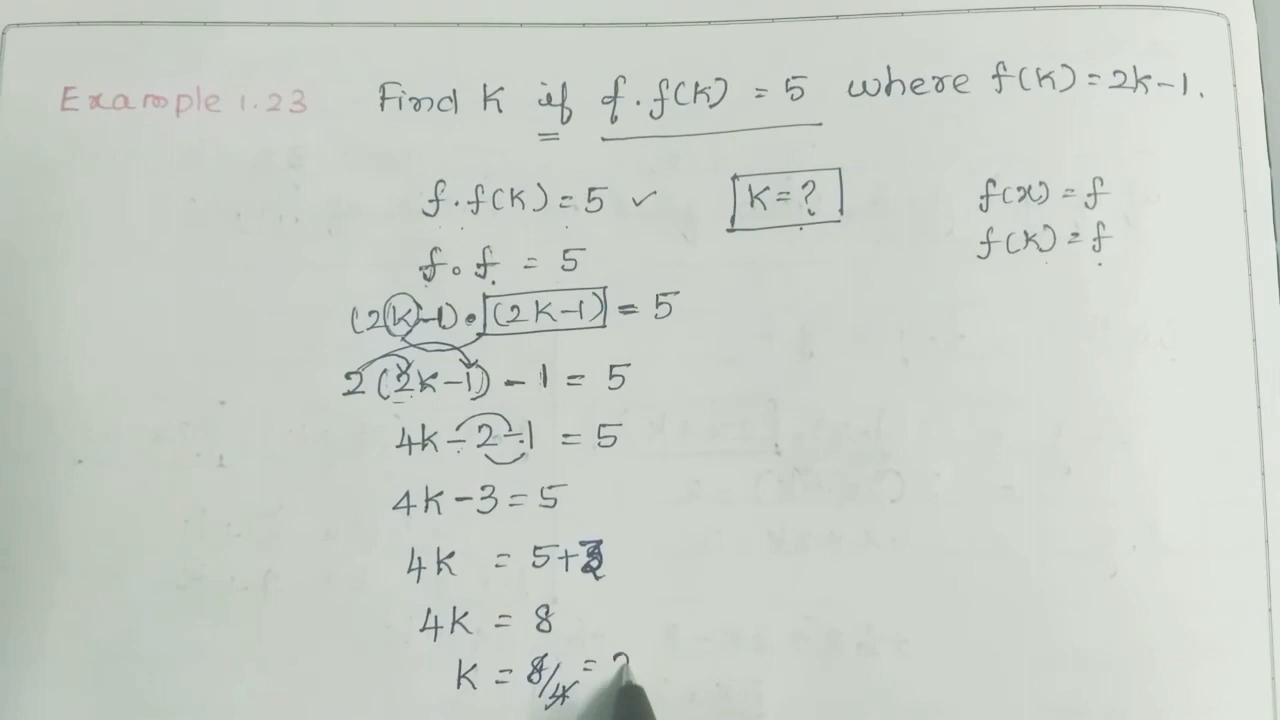 Example 1.23 Find K if f.f(K) = 5 where f(K) = 2K-1.
f.f(K) = 5 ✓ K = ? f(x) = f
f∘f = 5 f(K) = f
(2K-1)∘(2K-1) = 5
2(2K-1) - 1 = 5
4K-2-1 = 5
4K-3 = 5
4K = 5+3
4K = 8
K = 8/4 =